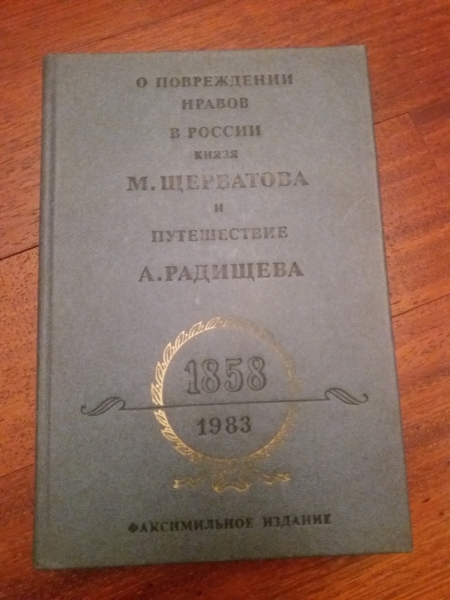 О ПОВРЕЖДЕНИИ
НРАВОВ
В РОССИИ
КНЯЗЯ
М. ЩЕРБАТОВА
И
ПУТЕШЕСТВИЕ
А. РАДИЩЕВА
1858
1983
ФАКСИМИЛЬНОЕ ИЗДАНИЕ